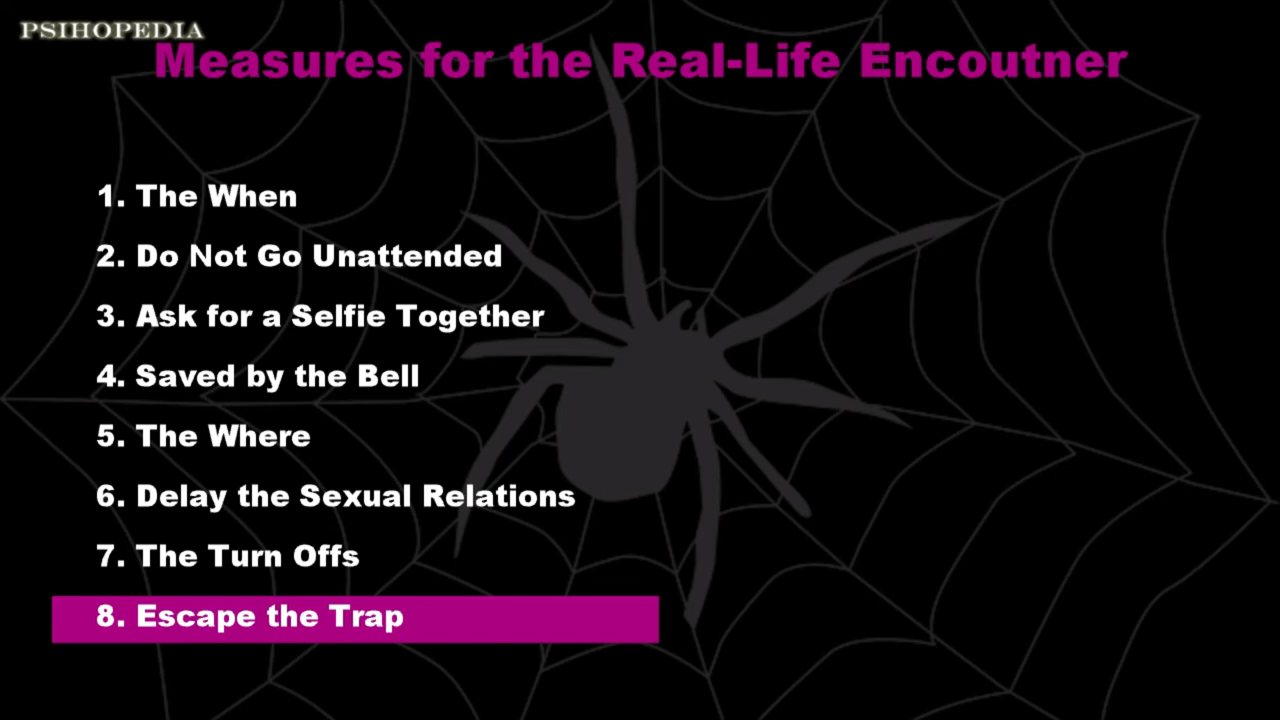 PSIHOPEDIA
Measures for the Real-Life Encoutner
1. The When
2. Do Not Go Unattended
3. Ask for a Selfie Together
4. Saved by the Bell
5. The Where
6. Delay the Sexual Relations
7. The Turn Offs
8. Escape the Trap